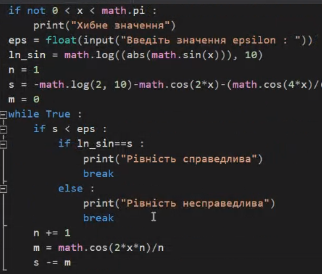 if not 0 < x < math.pi :
print("Хибне значення")
eps = float(input("Введіть значення epsilon : "))
ln_sin = math.log((abs(math.sin(x))), 10)
n = 1
s = -math.log(2, 10)-math.cos(2*x)-(math.cos(4*x)/
m = 0
while True :
if s < eps :
if ln_sin==s :
print("Рівність справедлива")
break
else :
print("Рівність несправедлива")
break
n += 1
m = math.cos(2*x*n)/n
s -= m